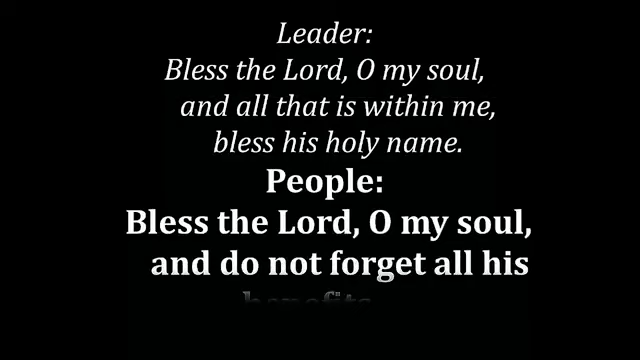 Leader:
Bless the Lord, O my soul,
and all that is within me,
bless his holy name.
People:
Bless the Lord, O my soul,
and do not forget all his
benefits